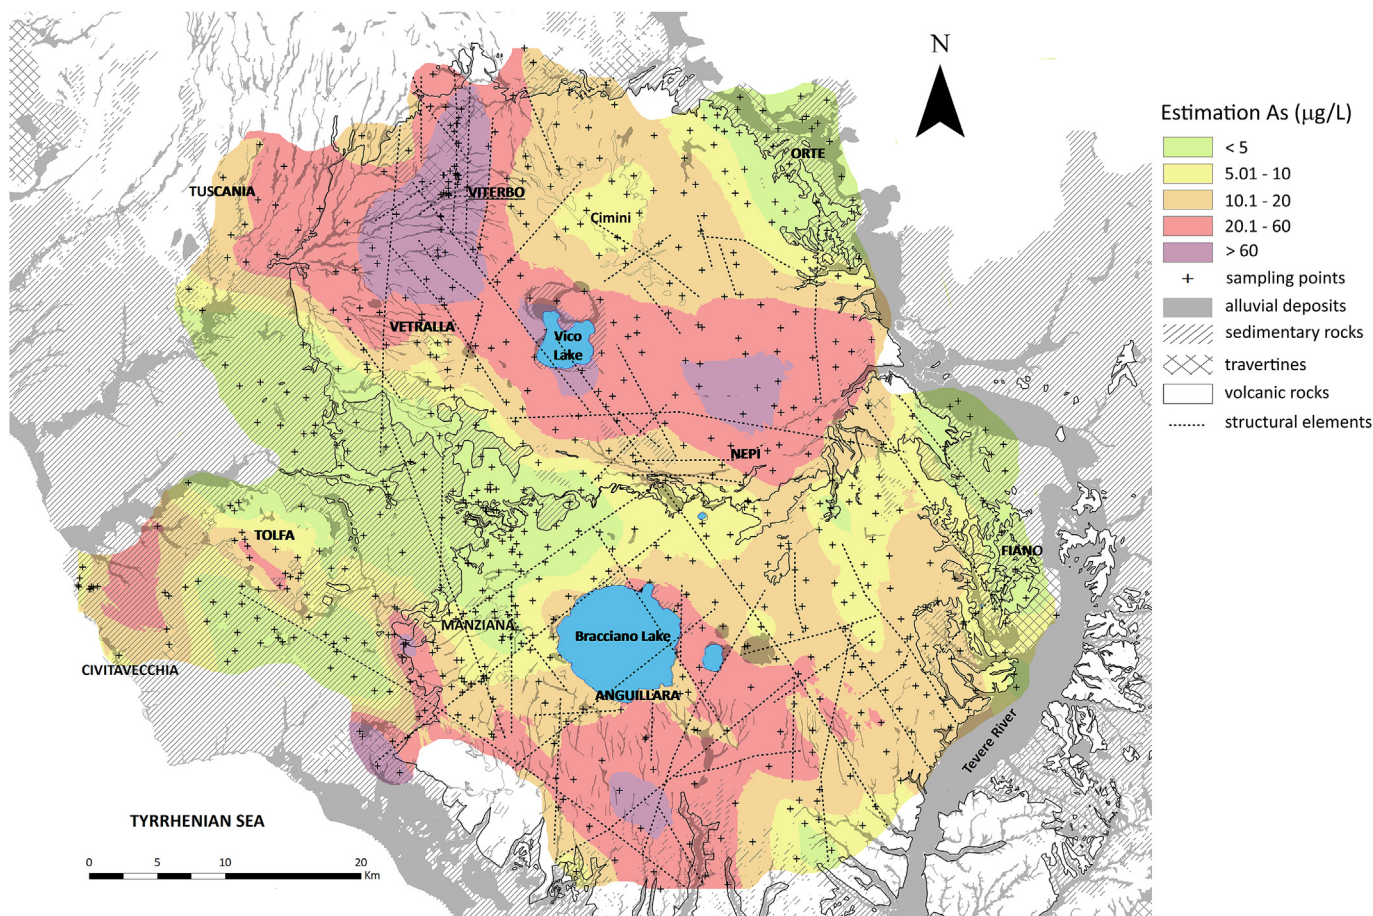 N
Estimation As (µg/L)
< 5
5.01 - 10
10.1 - 20
20.1 - 60
> 60
sampling points
alluvial deposits
sedimentary rocks
travertines
volcanic rocks
structural elements
ORTE
TUSCANIA
VITERBO
Cimini
VETRALLA
Vico
Lake
NEPI
TOLFA
FIANO
MANZIANA
Bracciano Lake
CIVITAVECCHIA
ANGUILLARA
Tevere River
TYRRHENIAN SEA
0 5 10 20
Km